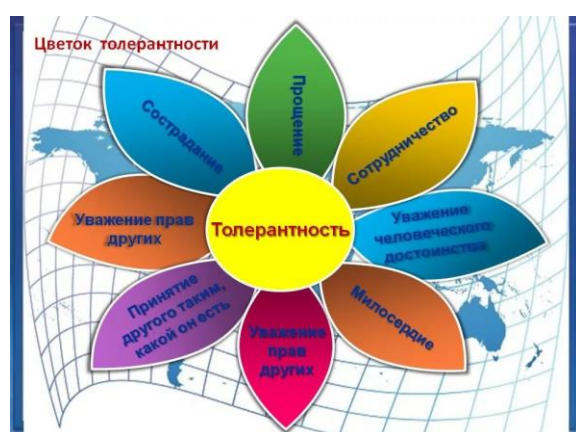 Цветок толерантности
Прощение
Сотрудничество
Уважение
человеческого
достоинства
Милосердие
Уважение
прав
других
Принятие
другого таким,
какой он есть
Уважение прав
других
Сострадание
Толерантность